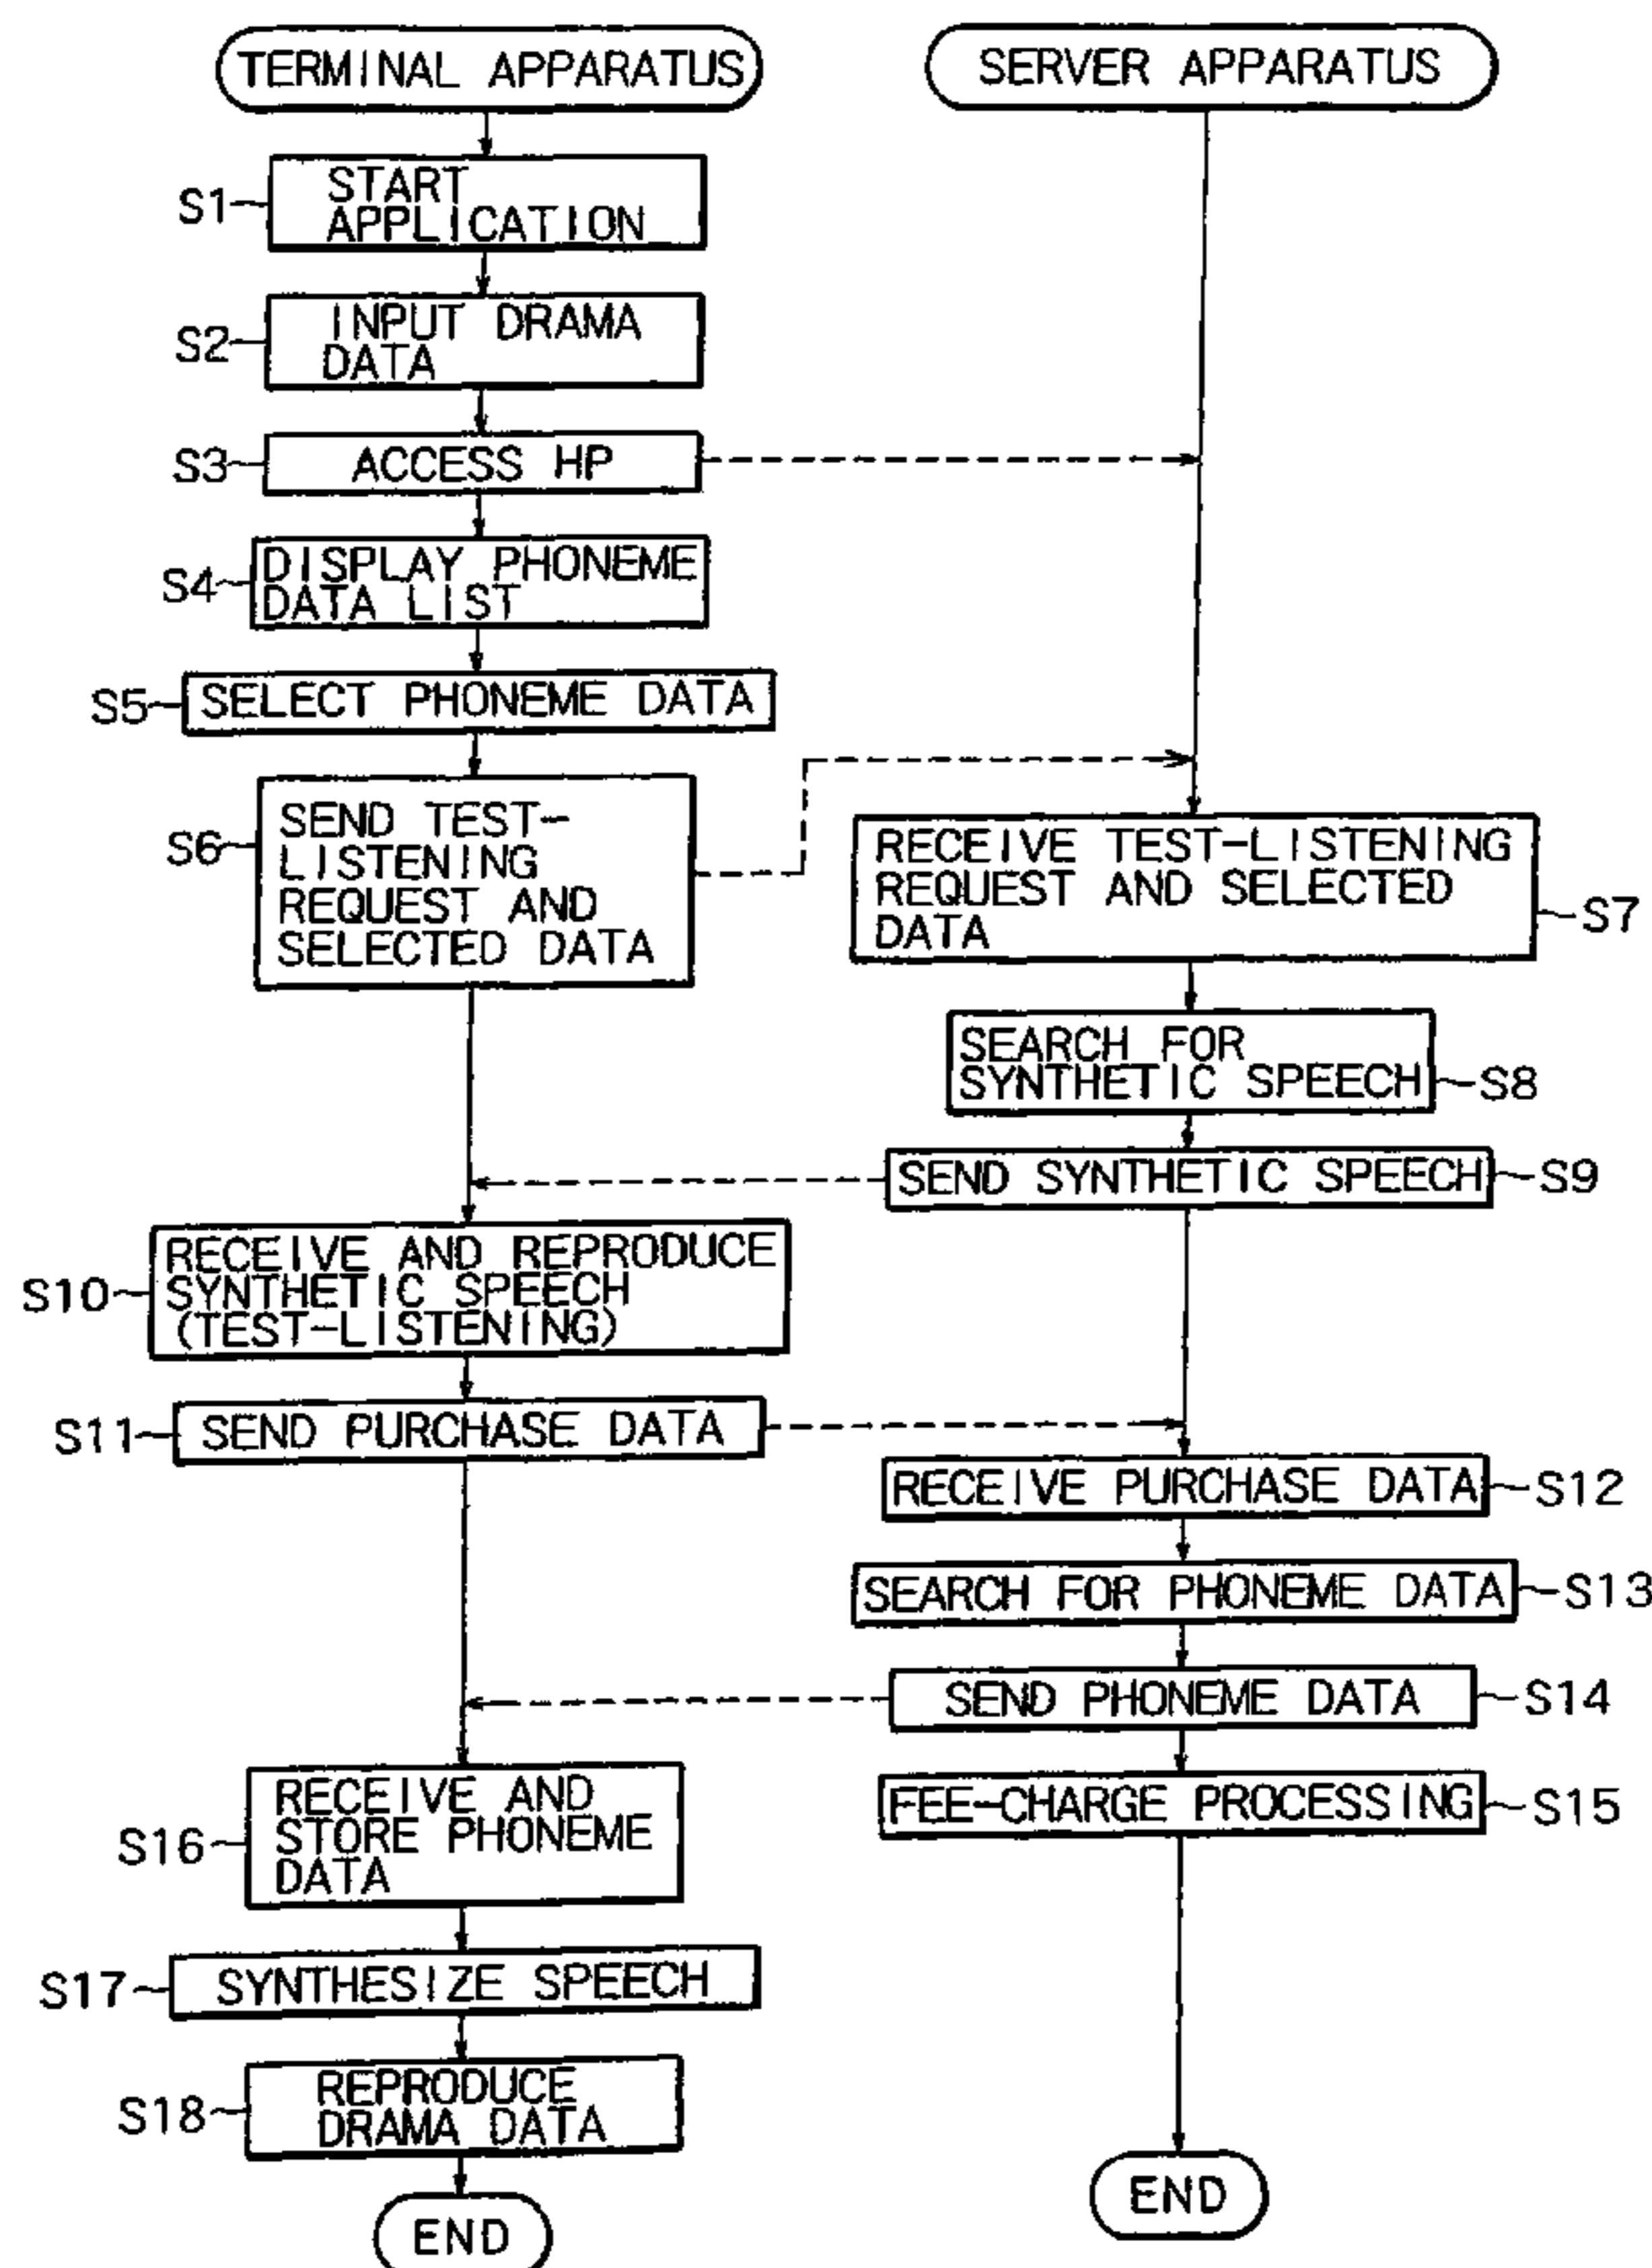 TERMINAL APPARATUS
SERVER APPARATUS
S1
START
APPLICATION
S2
INPUT DRAMA
DATA
S3
ACCESS HP
S4
DISPLAY PHONEME
DATA LIST
S5
SELECT PHONEME DATA
S6
SEND TEST-
LISTENING
REQUEST AND
SELECTED DATA
RECEIVE TEST-LISTENING
REQUEST AND SELECTED
DATA
S7
SEARCH FOR
SYNTHETIC SPEECH
S8
SEND SYNTHETIC SPEECH
S9
S10
RECEIVE AND REPRODUCE
SYNTHETIC SPEECH
(TEST-LISTENING)
S11
SEND PURCHASE DATA
RECEIVE PURCHASE DATA
S12
SEARCH FOR PHONEME DATA
S13
SEND PHONEME DATA
S14
FEE-CHARGE PROCESSING
S15
S16
RECEIVE AND
STORE PHONEME
DATA
S17
SYNTHESIZE SPEECH
S18
REPRODUCE
DRAMA DATA
END
END